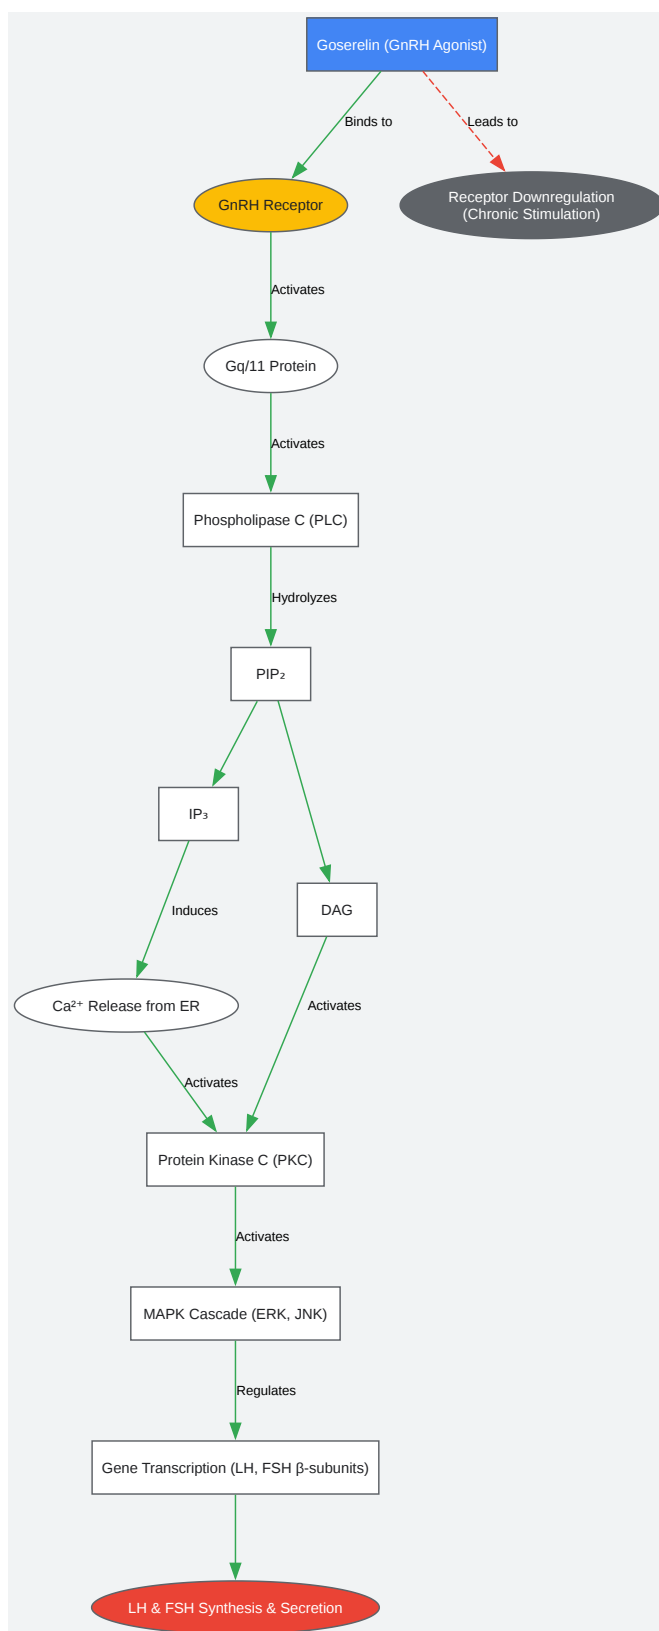 Goserelin (GnRH Agonist)
Binds to
Leads to
GnRH Receptor
Receptor Downregulation
(Chronic Stimulation)
Activates
Gq/11 Protein
Activates
Phospholipase C (PLC)
Hydrolyzes
PIP₂
IP₃
Induces
DAG
Ca²⁺ Release from ER
Activates
Activates
Protein Kinase C (PKC)
Activates
MAPK Cascade (ERK, JNK)
Regulates
Gene Transcription (LH, FSH β-subunits)
LH & FSH Synthesis & Secretion